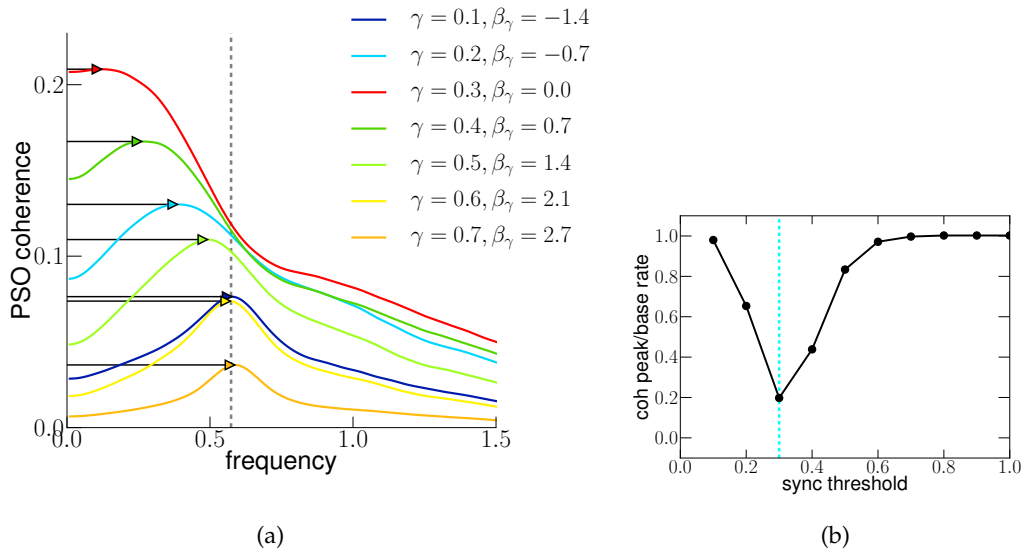 γ = 0.1, β_γ = −1.4
γ = 0.2, β_γ = −0.7
γ = 0.3, β_γ = 0.0
γ = 0.4, β_γ = 0.7
γ = 0.5, β_γ = 1.4
γ = 0.6, β_γ = 2.1
γ = 0.7, β_γ = 2.7
PSO coherence
0.2
0.1
0.0
0.0 0.5 1.0 1.5
frequency
(a)
coh peak/base rate
1.0
0.8
0.6
0.4
0.2
0.0
0.0 0.2 0.4 0.6 0.8 1.0
sync threshold
(b)